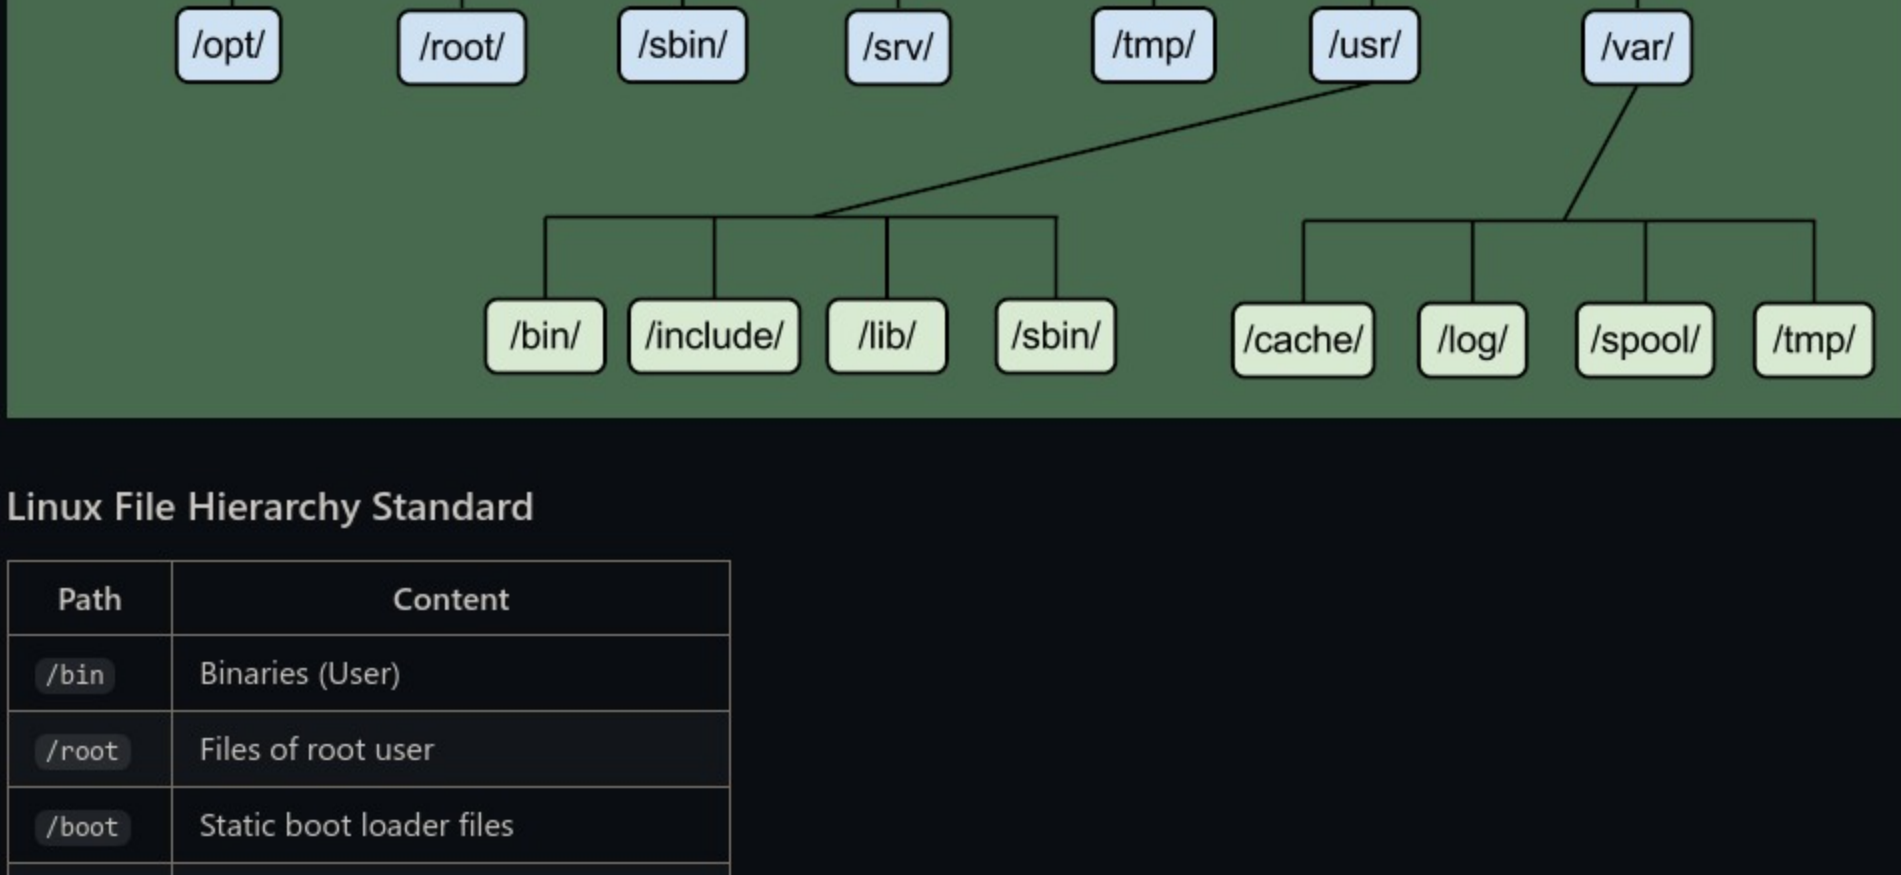 /opt/ /root/ /sbin/ /srv/ /tmp/ /usr/ /var/
/bin/ /include/ /lib/ /sbin/ /cache/ /log/ /spool/ /tmp/
Linux File Hierarchy Standard
Path Content
/bin Binaries (User)
/root Files of root user
/boot Static boot loader files